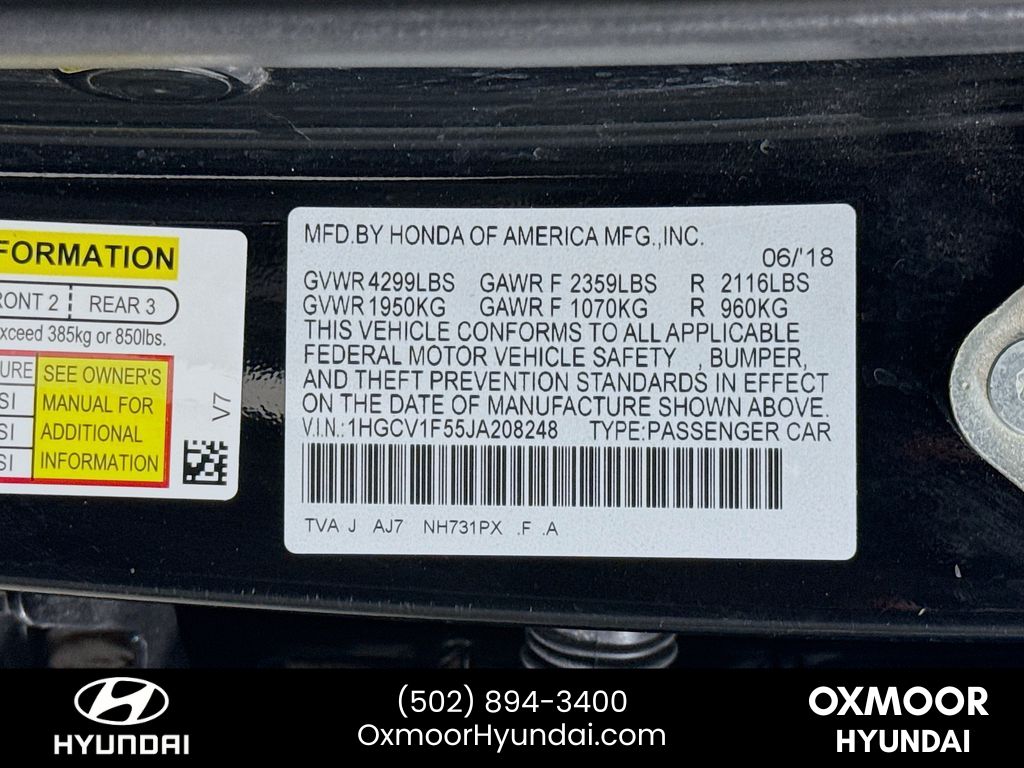 FORMATION
RONT 2 REAR 3
xceed 385kg or 850lbs.
URE
SI
SI
SI
SEE OWNER'S
MANUAL FOR
ADDITIONAL
INFORMATION
V7
MFD.BY HONDA OF AMERICA MFG.,INC.
06/'18
GVWR 4299LBS GAWR F 2359LBS R 2116LBS
GVWR 1950KG GAWR F 1070KG R 960KG
THIS VEHICLE CONFORMS TO ALL APPLICABLE
FEDERAL MOTOR VEHICLE SAFETY , BUMPER,
AND THEFT PREVENTION STANDARDS IN EFFECT
ON THE DATE OF MANUFACTURE SHOWN ABOVE.
V.I.N.:1HGCV1F55JA208248 TYPE:PASSENGER CAR
TVA J AJ7 NH731PX .F .A
HYUNDAI
(502) 894-3400
OxmoorHyundai.com
OXMOOR
HYUNDAI